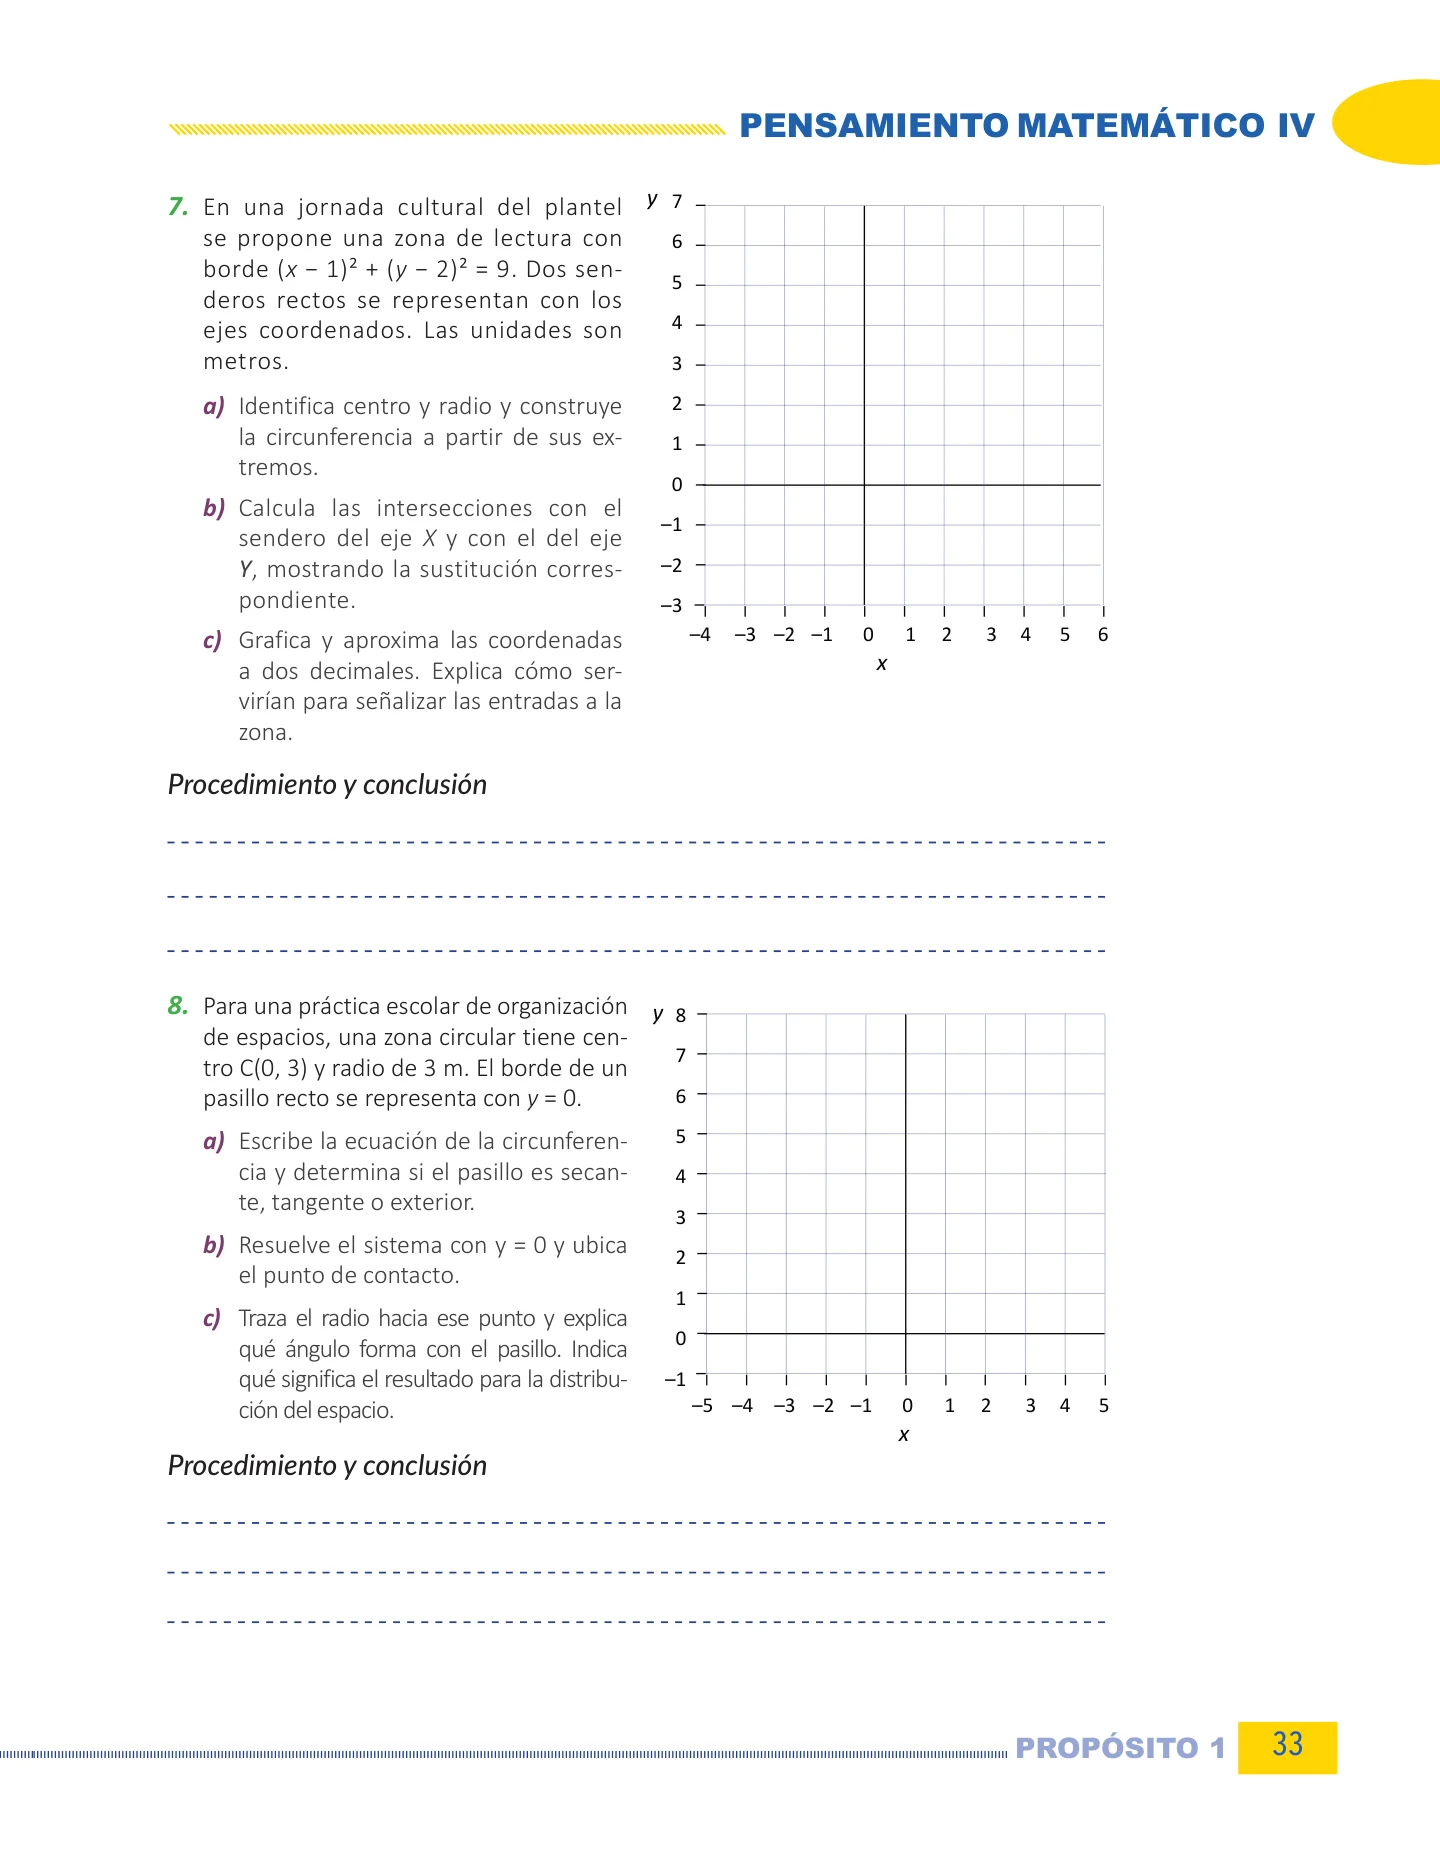 PENSAMIENTO MATEMÁTICO IV
7. En una jornada cultural del plantel
se propone una zona de lectura con
borde (x − 1)² + (y − 2)² = 9. Dos sen-
deros rectos se representan con los
ejes coordenados. Las unidades son
metros.
a) Identifica centro y radio y construye
la circunferencia a partir de sus ex-
tremos.
b) Calcula las intersecciones con el
sendero del eje X y con el del eje
Y, mostrando la sustitución corres-
pondiente.
c) Grafica y aproxima las coordenadas
a dos decimales. Explica cómo ser-
virían para señalizar las entradas a la
zona.
y 7
6
5
4
3
2
1
0
–1
–2
–3
–4 –3 –2 –1 0 1 2 3 4 5 6
x
Procedimiento y conclusión
8. Para una práctica escolar de organización
de espacios, una zona circular tiene cen-
tro C(0, 3) y radio de 3 m. El borde de un
pasillo recto se representa con y = 0.
a) Escribe la ecuación de la circunferen-
cia y determina si el pasillo es secan-
te, tangente o exterior.
b) Resuelve el sistema con y = 0 y ubica
el punto de contacto.
c) Traza el radio hacia ese punto y explica
qué ángulo forma con el pasillo. Indica
qué significa el resultado para la distribu-
ción del espacio.
y 8
7
6
5
4
3
2
1
0
–1
–5 –4 –3 –2 –1 0 1 2 3 4 5
x
Procedimiento y conclusión
PROPÓSITO 1 33